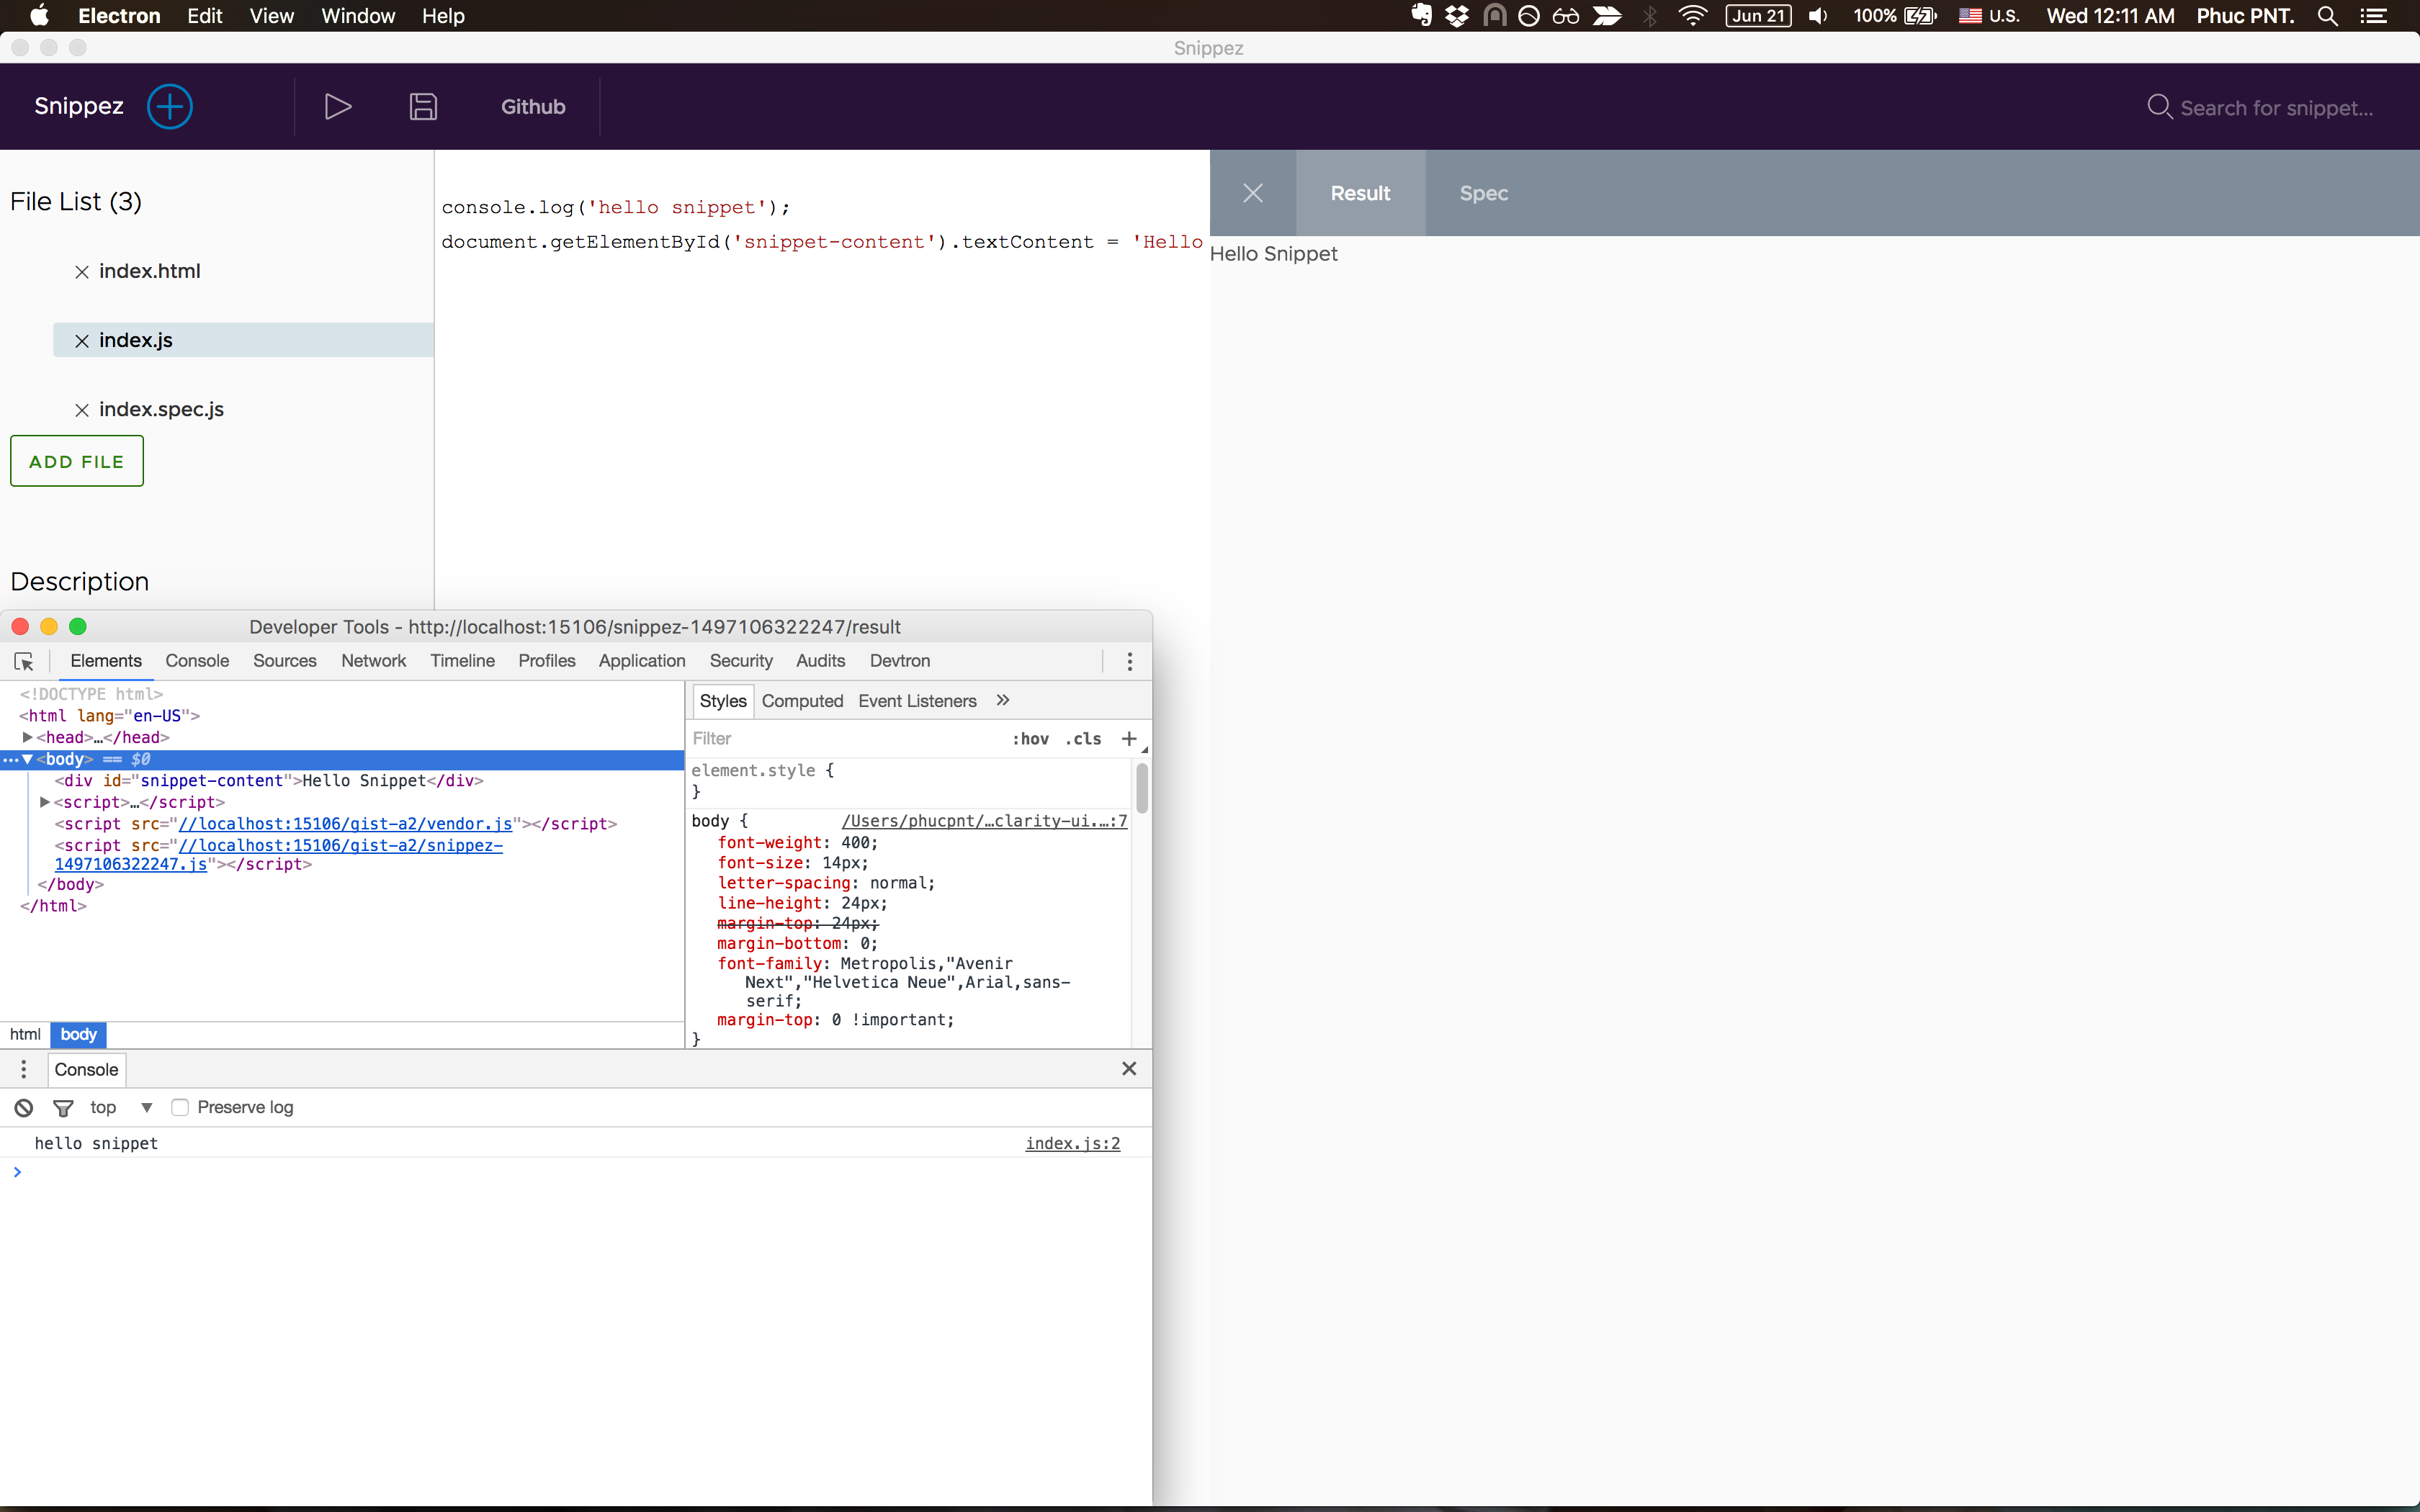 Electron Edit View Window Help Jun 21 100% U.S. Wed 12:11 AM Phuc PNT.
Snippez
Snippez Github Search for snippet...
File List (3)
index.html
index.js
index.spec.js
ADD FILE
Description
console.log('hello snippet');
document.getElementById('snippet-content').textContent = 'Hello
Result Spec
Hello Snippet
Developer Tools - http://localhost:15106/snippez-1497106322247/result
Elements Console Sources Network Timeline Profiles Application Security Audits Devtron
<!DOCTYPE html>
<html lang="en-US">
<head>…</head>
<body> == $0
<div id="snippet-content">Hello Snippet</div>
<script>…</script>
<script src="//localhost:15106/gist-a2/vendor.js"></script>
<script src="//localhost:15106/gist-a2/snippez-
1497106322247.js"></script>
</body>
</html>
html body
Styles Computed Event Listeners »
Filter :hov .cls +
element.style {
}
body { /Users/phucpnt/…clarity-ui.…:7
font-weight: 400;
font-size: 14px;
letter-spacing: normal;
line-height: 24px;
margin-top: 24px;
margin-bottom: 0;
font-family: Metropolis,"Avenir
Next","Helvetica Neue",Arial,sans-
serif;
margin-top: 0 !important;
}
Console
top Preserve log
hello snippet index.js:2